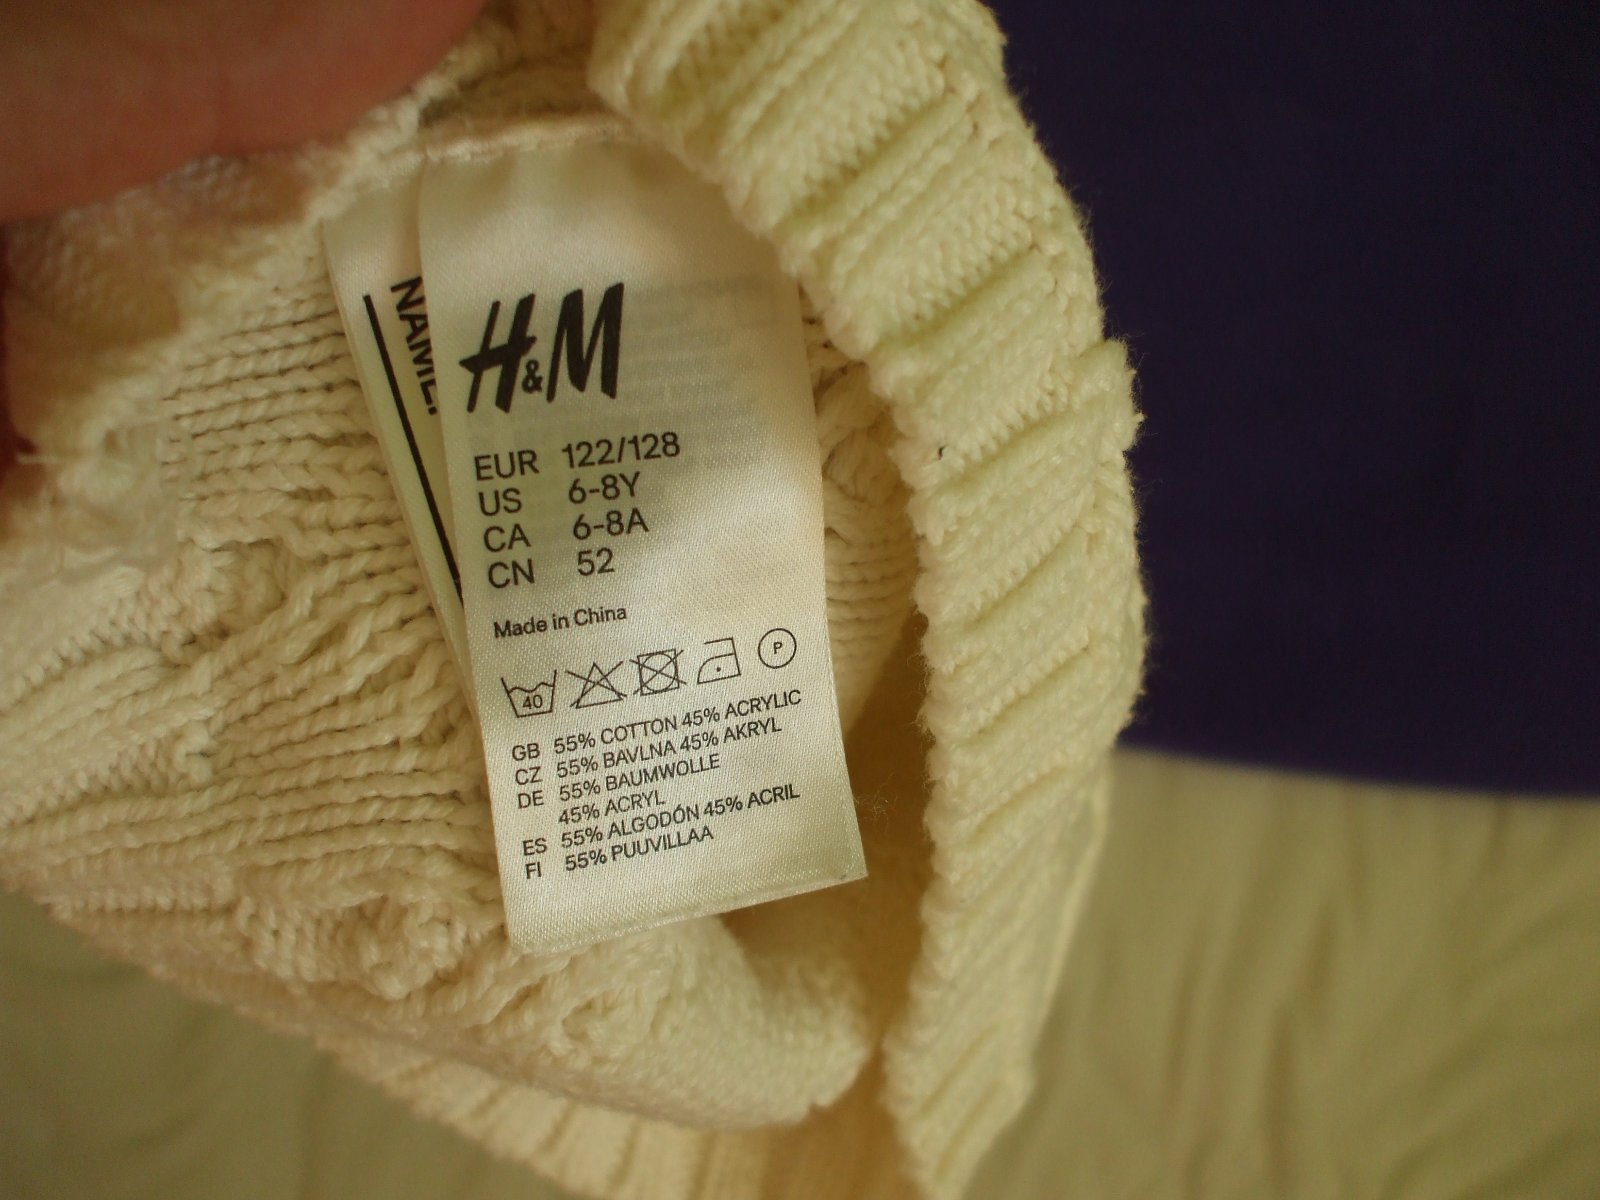 NAME:
H&M
EUR 122/128
US 6-8Y
CA 6-8A
CN 52
Made in China
40 P
GB 55% COTTON 45% ACRYLIC
CZ 55% BAVLNA 45% AKRYL
DE 55% BAUMWOLLE
45% ACRYL
ES 55% ALGODÓN 45% ACRIL
FI 55% PUUVILLAA